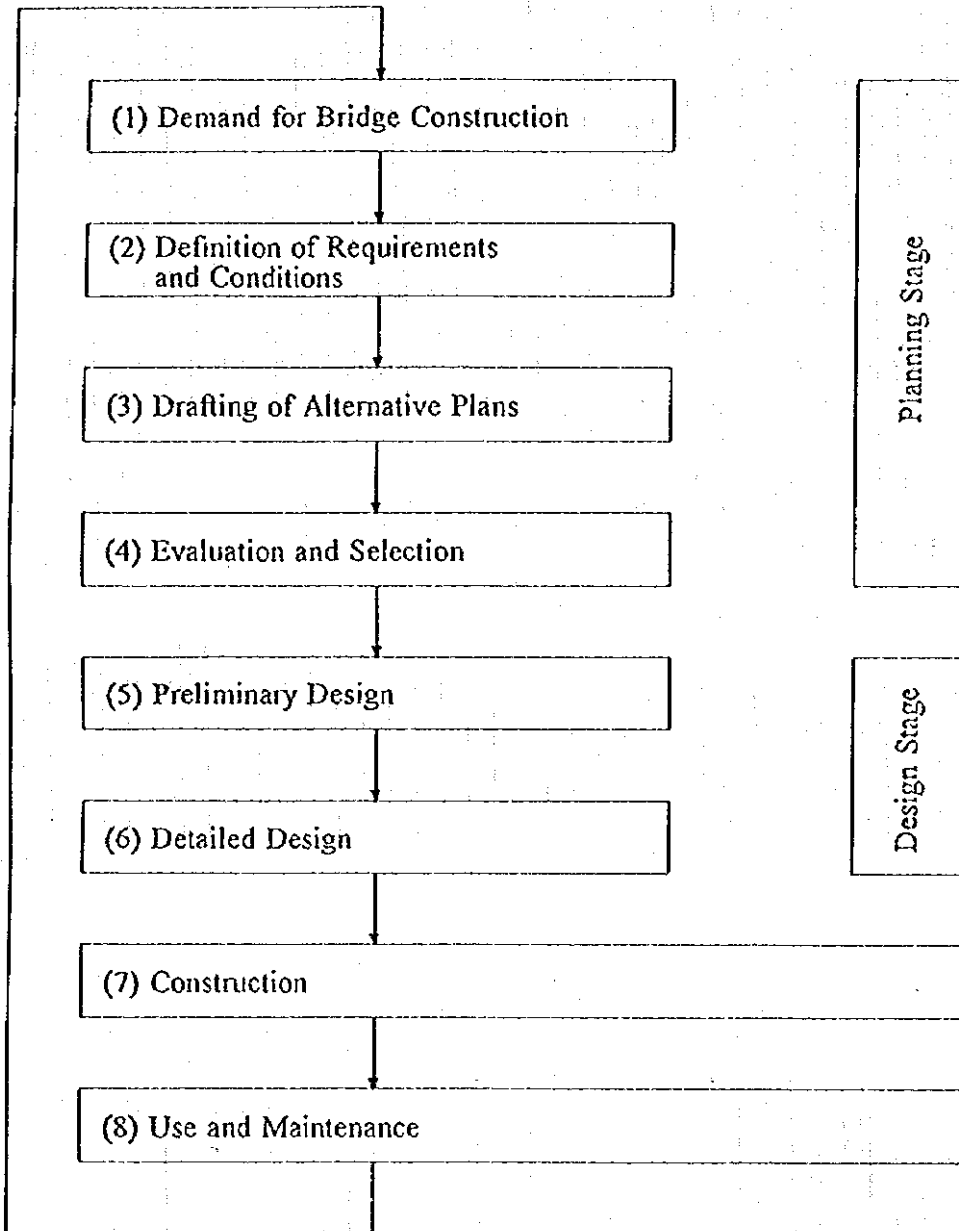 (1) Demand for Bridge Construction
(2) Definition of Requirements
and Conditions
(3) Drafting of Alternative Plans
(4) Evaluation and Selection
(5) Preliminary Design
(6) Detailed Design
(7) Construction
(8) Use and Maintenance
Planning Stage
Design Stage